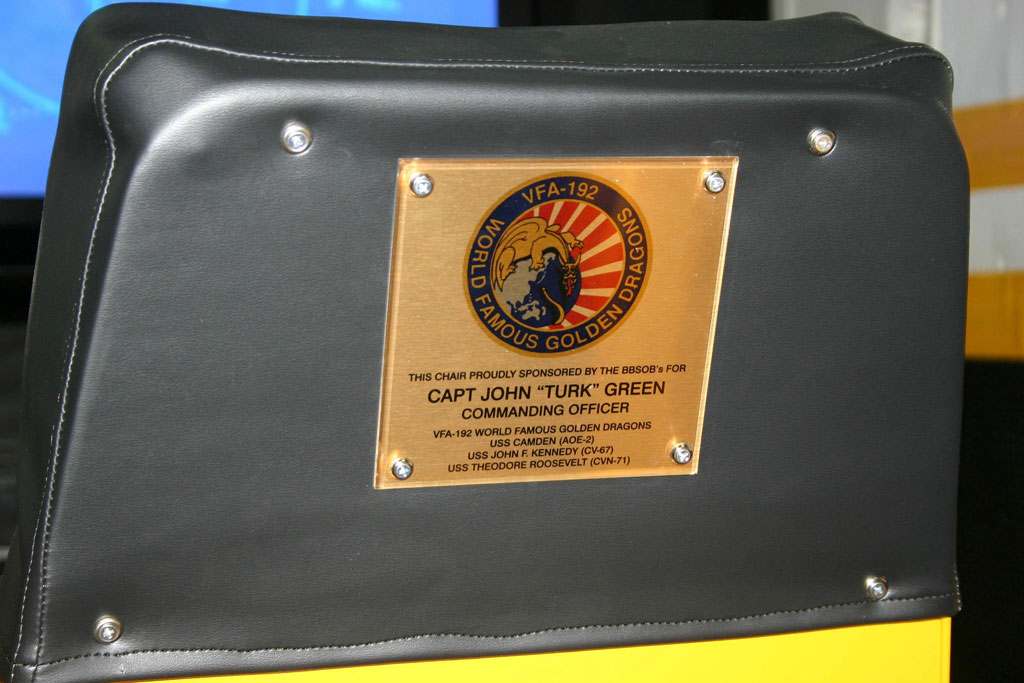 VFA-192
WORLD FAMOUS GOLDEN DRAGONS
THIS CHAIR PROUDLY SPONSORED BY THE BBSOB's FOR
CAPT JOHN “TURK” GREEN
COMMANDING OFFICER
VFA-192 WORLD FAMOUS GOLDEN DRAGONS
USS CAMDEN (AOE-2)
USS JOHN F. KENNEDY (CV-67)
USS THEODORE ROOSEVELT (CVN-71)